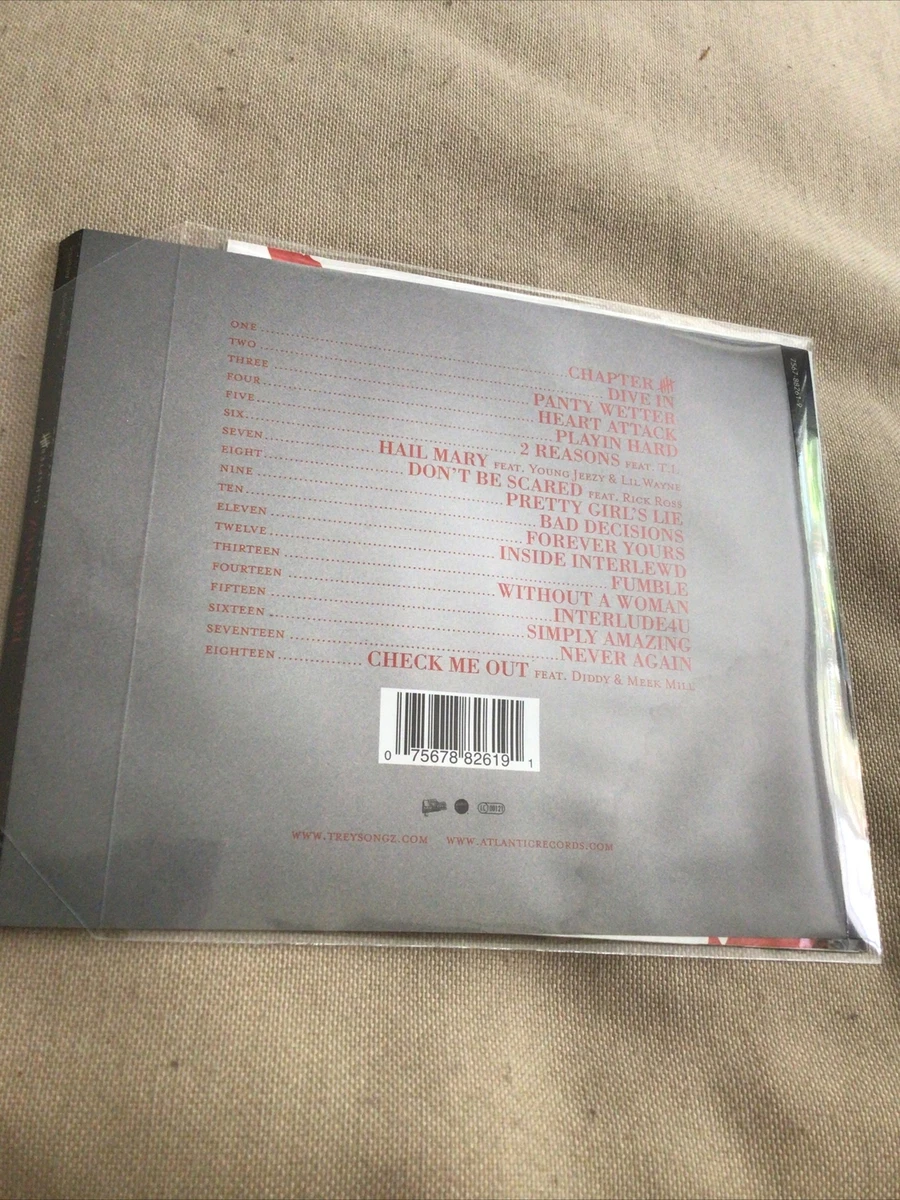 ONE CHAPTER
TWO DIVE IN
THREE PANTY WETTER
FOUR HEART ATTACK
FIVE PLAYIN HARD
SIX 2 REASONS FEAT. T.I.
SEVEN HAIL MARY FEAT. YOUNG JEEZY & LIL WAYNE
EIGHT DON'T BE SCARED FEAT. RICK ROSS
NINE PRETTY GIRL'S LIE
TEN BAD DECISIONS
ELEVEN FOREVER YOURS
TWELVE INSIDE INTERLEWD
THIRTEEN FUMBLE
FOURTEEN WITHOUT A WOMAN
FIFTEEN INTERLUDE4U
SIXTEEN SIMPLY AMAZING
SEVENTEEN NEVER AGAIN
EIGHTEEN CHECK ME OUT FEAT. DIDDY & MEEK MILL
0 75678 82619 1
WWW.TREYSONGZ.COM WWW.ATLANTICRECORDS.COM
7567-88261-9